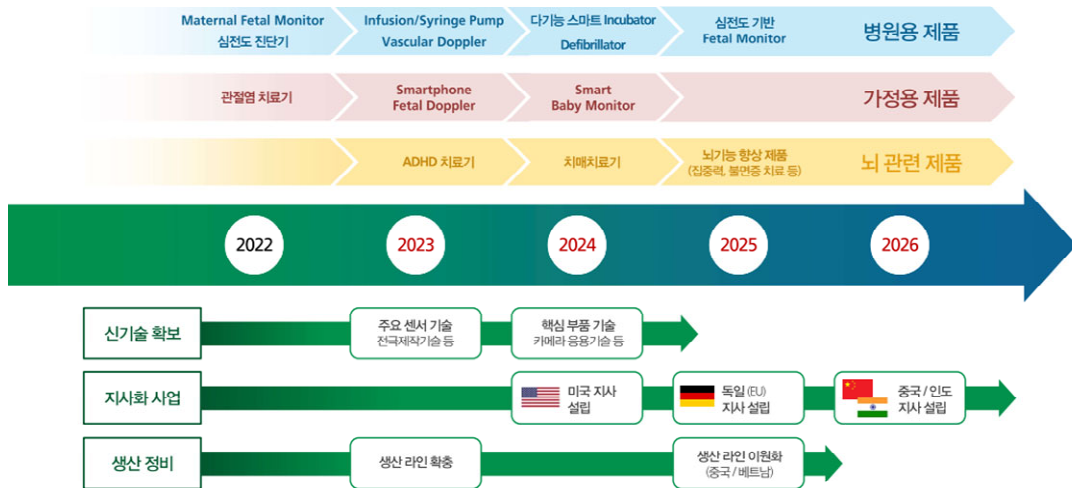 Maternal Fetal Monitor
심전도 진단기
Infusion/Syringe Pump
Vascular Doppler
다기능 스마트 Incubator
Defibrillator
심전도 기반
Fetal Monitor
병원용 제품
관절염 치료기
Smartphone
Fetal Doppler
Smart
Baby Monitor
가정용 제품
ADHD 치료기
치매치료기
뇌기능 향상 제품
(집중력, 불면증 치료 등)
뇌 관련 제품
2022
2023
2024
2025
2026
신기술 확보
주요 센서 기술
전극제작기술 등
핵심 부품 기술
카메라 응용기술 등
지사화 사업
미국 지사
설립
독일 (EU)
지사 설립
중국 / 인도
지사 설립
생산 정비
생산 라인 확충
생산 라인 이원화
(중국 / 베트남)